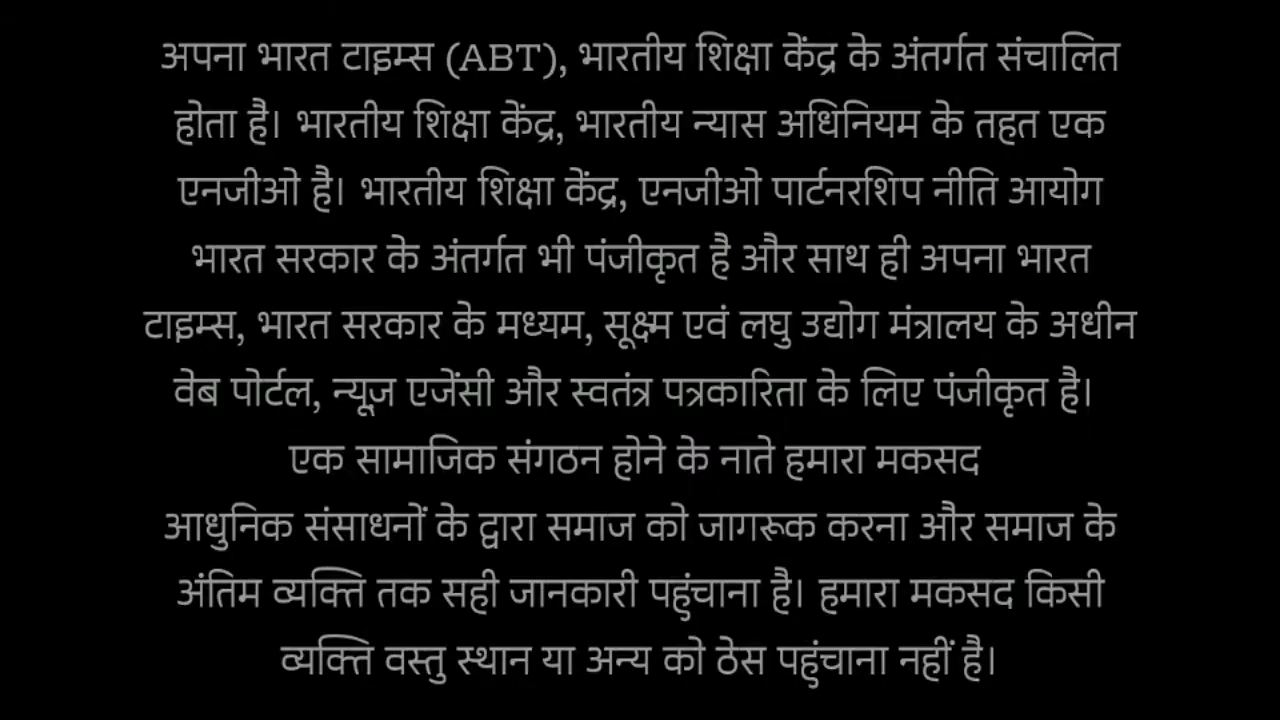 अपना भारत टाइम्स (ABT), भारतीय शिक्षा केंद्र के अंतर्गत संचालित
होता है। भारतीय शिक्षा केंद्र, भारतीय न्यास अधिनियम के तहत एक
एनजीओ है। भारतीय शिक्षा केंद्र, एनजीओ पार्टनरशिप नीति आयोग
भारत सरकार के अंतर्गत भी पंजीकृत है और साथ ही अपना भारत
टाइम्स, भारत सरकार के मध्यम, सूक्ष्म एवं लघु उद्योग मंत्रालय के अधीन
वेब पोर्टल, न्यूज़ एजेंसी और स्वतंत्र पत्रकारिता के लिए पंजीकृत है।
एक सामाजिक संगठन होने के नाते हमारा मकसद
आधुनिक संसाधनों के द्वारा समाज को जागरूक करना और समाज के
अंतिम व्यक्ति तक सही जानकारी पहुंचाना है। हमारा मकसद किसी
व्यक्ति वस्तु स्थान या अन्य को ठेस पहुंचाना नहीं है।